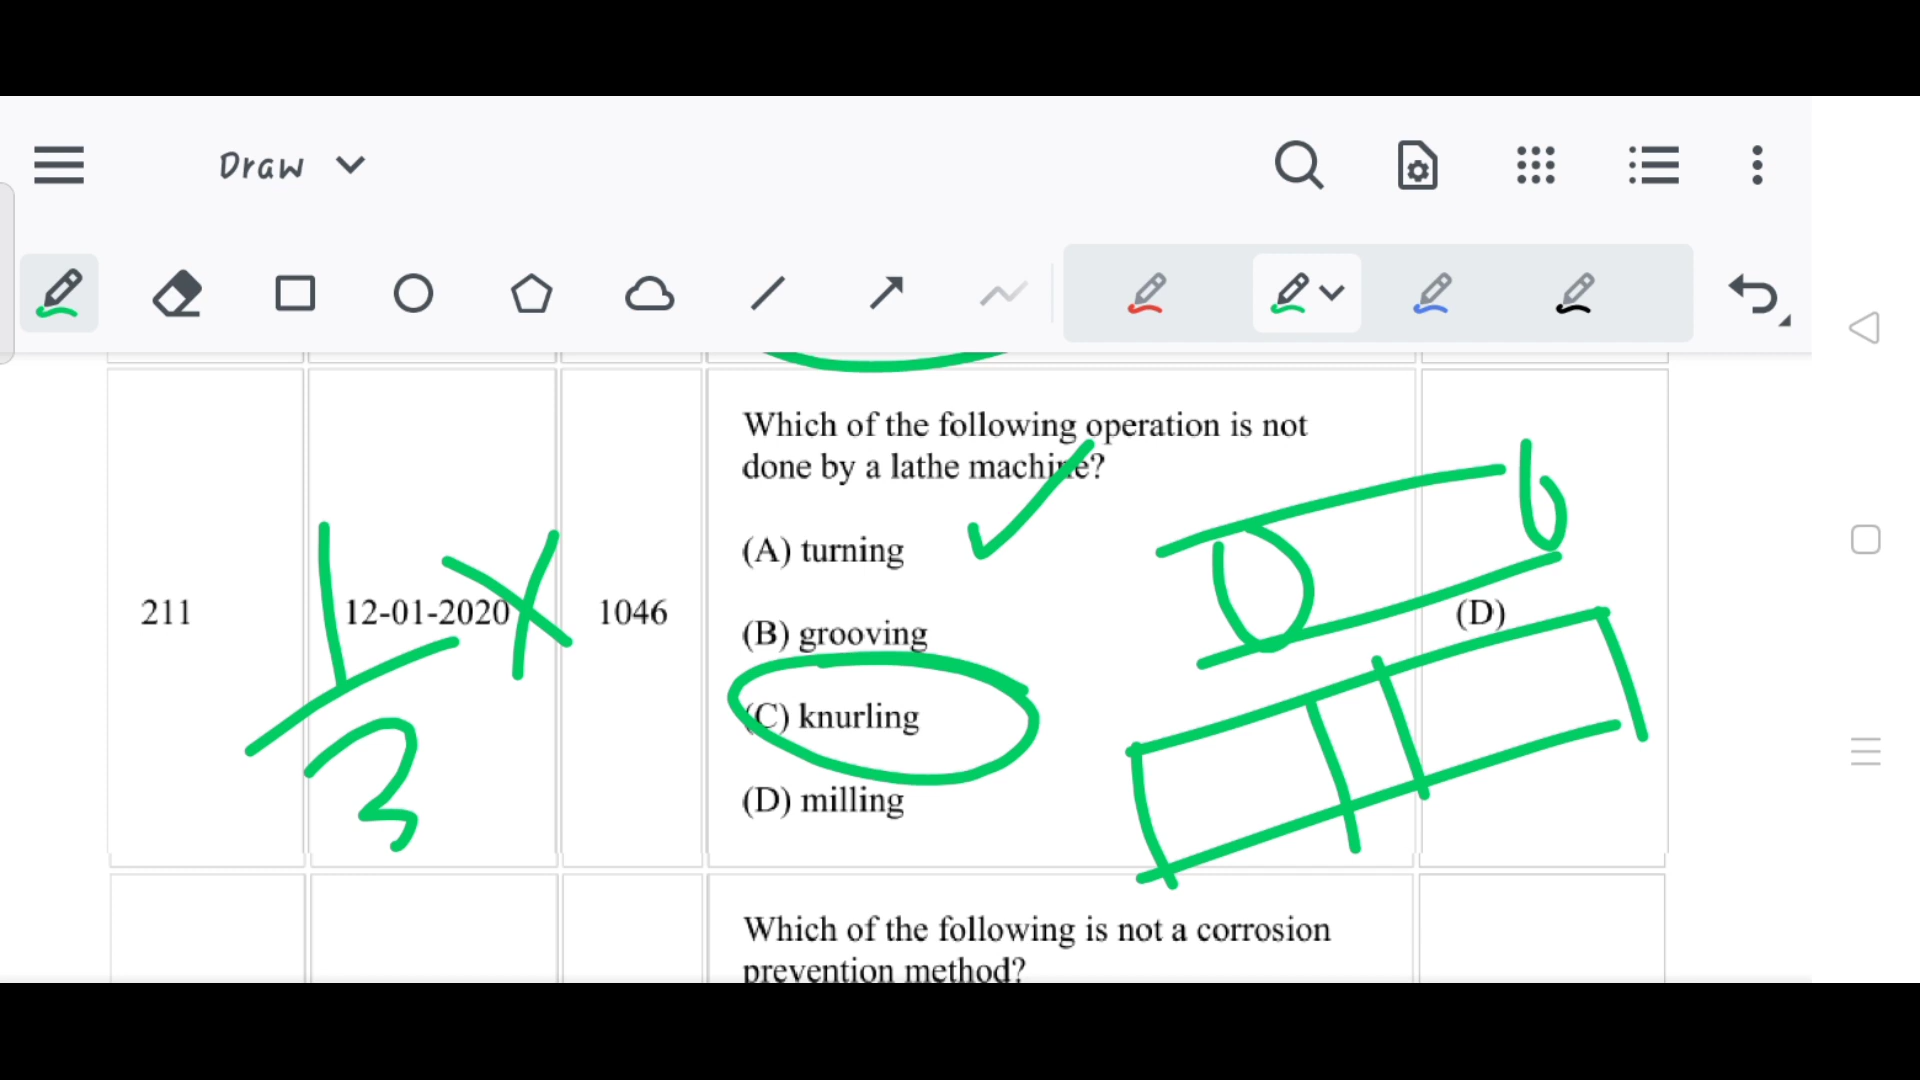 Draw
Which of the following operation is not
done by a lathe machine?
(A) turning
211 12-01-2020 1046 (B) grooving (D)
(C) knurling
(D) milling
3
Which of the following is not a corrosion
prevention method?